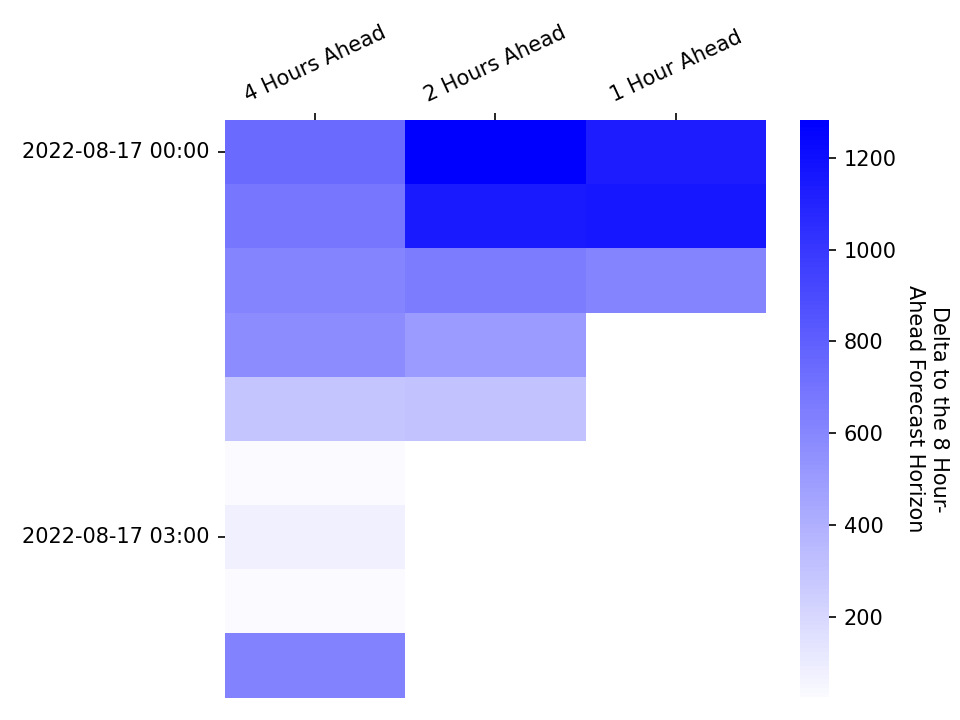 4 Hours Ahead
2 Hours Ahead
1 Hour Ahead
2022-08-17 00:00
2022-08-17 03:00
1200
1000
800
600
400
200
Delta to the 8 Hour-
Ahead Forecast Horizon